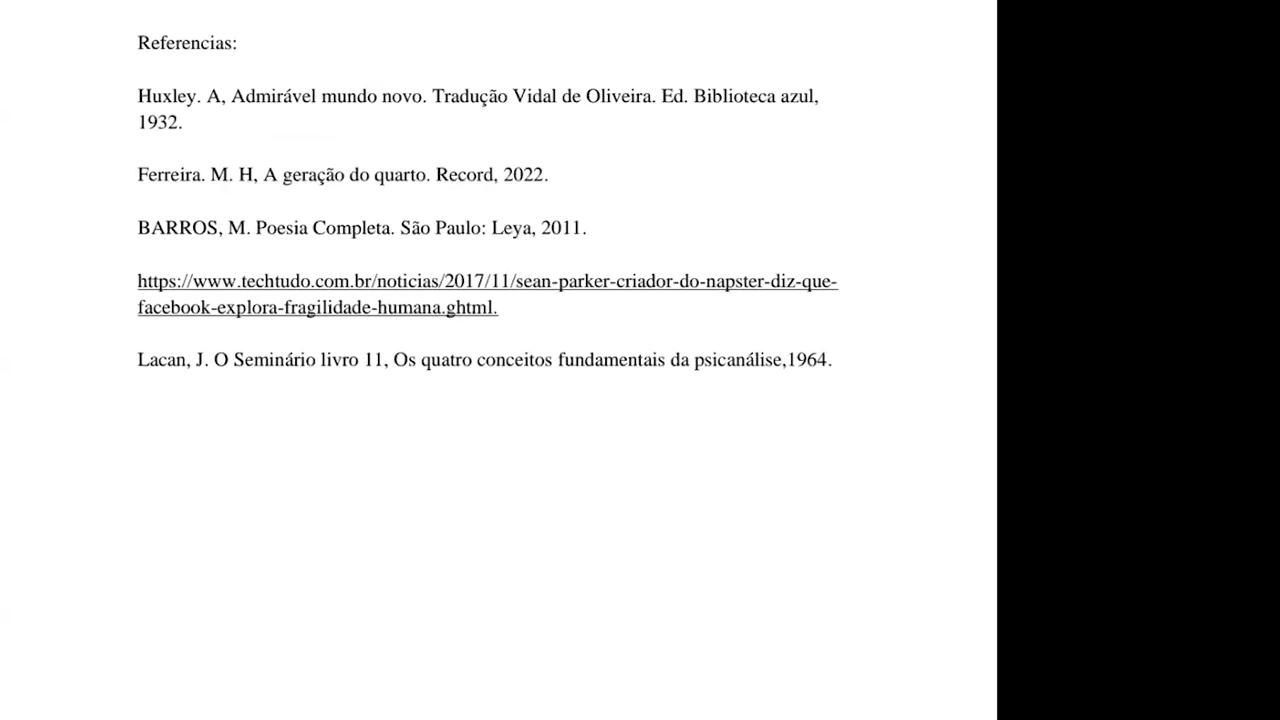 Referencias:
Huxley. A, Admirável mundo novo. Tradução Vidal de Oliveira. Ed. Biblioteca azul,
1932.
Ferreira. M. H, A geração do quarto. Record, 2022.
BARROS, M. Poesia Completa. São Paulo: Leya, 2011.
https://www.techtudo.com.br/noticias/2017/11/sean-parker-criador-do-napster-diz-que-
facebook-explora-fragilidade-humana.ghtml.
Lacan, J. O Seminário livro 11, Os quatro conceitos fundamentais da psicanálise,1964.